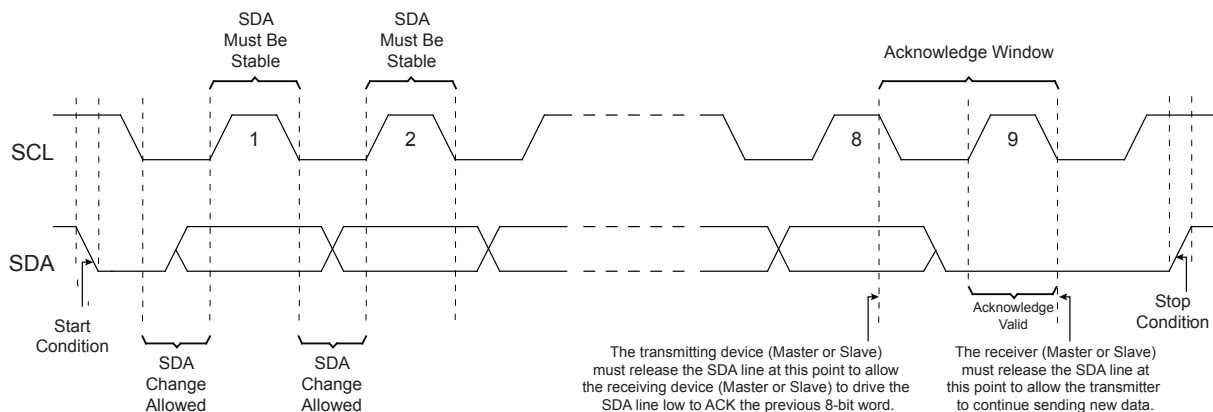 SDA
Must Be
Stable
SDA
Must Be
Stable
Acknowledge Window
SCL
1
2
8
9
SDA
Start
Condition
SDA
Change
Allowed
SDA
Change
Allowed
Acknowledge
Valid
Stop
Condition
The transmitting device (Master or Slave)
must release the SDA line at this point to allow
the receiving device (Master or Slave) to drive the
SDA line low to ACK the previous 8-bit word.
The receiver (Master or Slave)
must release the SDA line at
this point to allow the transmitter
to continue sending new data.